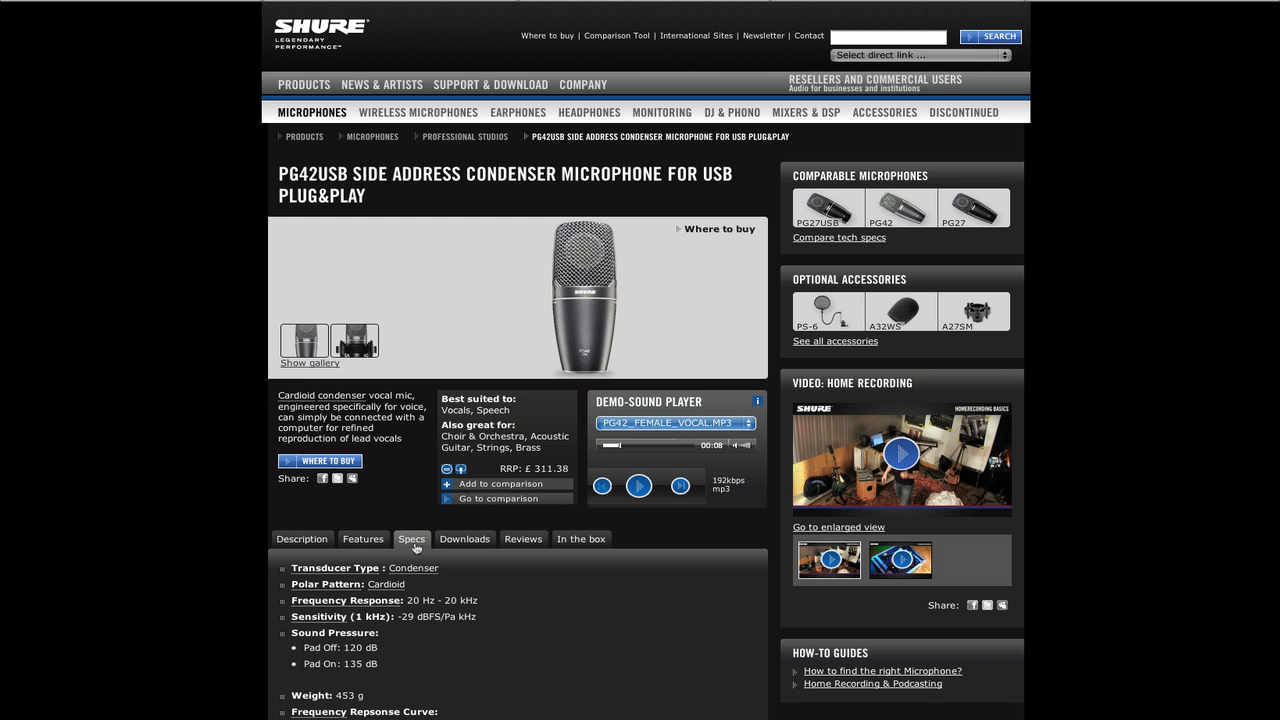 SHURE
LEGENDARY
PERFORMANCE™
Where to buy | Comparison Tool | International Sites | Newsletter | Contact
SEARCH
Select direct link ...
PRODUCTS NEWS & ARTISTS SUPPORT & DOWNLOAD COMPANY
RESELLERS AND COMMERCIAL USERS
Audio for businesses and institutions
MICROPHONES WIRELESS MICROPHONES EARPHONES HEADPHONES MONITORING DJ & PHONO MIXERS & DSP ACCESSORIES DISCONTINUED
PRODUCTS MICROPHONES PROFESSIONAL STUDIOS PG42USB SIDE ADDRESS CONDENSER MICROPHONE FOR USB PLUG&PLAY
PG42USB SIDE ADDRESS CONDENSER MICROPHONE FOR USB
PLUG&PLAY
Where to buy
SHURE
PG42
Show gallery
Cardioid condenser vocal mic,
engineered specifically for voice,
can simply be connected with a
computer for refined
reproduction of lead vocals
WHERE TO BUY
Share:
Best suited to:
Vocals, Speech
Also great for:
Choir & Orchestra, Acoustic
Guitar, Strings, Brass
RRP: £ 311.38
Add to comparison
Go to comparison
DEMO-SOUND PLAYER
i
PG42_FEMALE_VOCAL.MP3
00:08
192kbps
mp3
Description Features Specs Downloads Reviews In the box
Transducer Type : Condenser
Polar Pattern: Cardioid
Frequency Response: 20 Hz - 20 kHz
Sensitivity (1 kHz): -29 dBFS/Pa kHz
Sound Pressure:
Pad Off: 120 dB
Pad On: 135 dB
Weight: 453 g
Frequency Repsonse Curve:
COMPARABLE MICROPHONES
PG27USB PG42 PG27
Compare tech specs
OPTIONAL ACCESSORIES
PS-6 A32WS A27SM
See all accessories
VIDEO: HOME RECORDING
SHURE HOMERECORDING BASICS
Go to enlarged view
Share:
HOW-TO GUIDES
How to find the right Microphone?
Home Recording & Podcasting